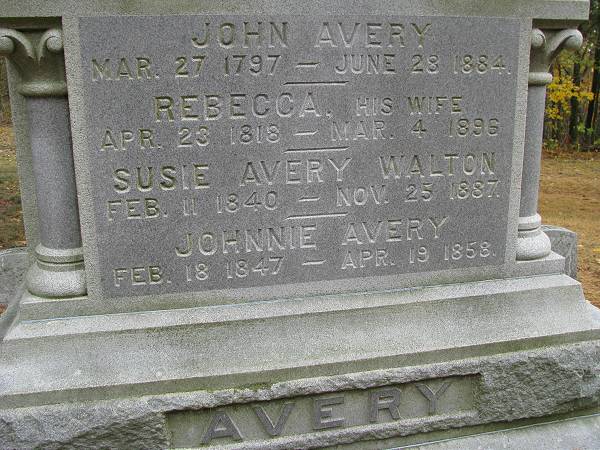 JOHN AVERY
MAR. 27 1797 — JUNE 28 1884.
REBECCA, HIS WIFE
APR. 23 1818 — MAR. 4 1896
SUSIE AVERY WALTON
FEB. 11 1840 — NOV. 25 1887.
JOHNNIE AVERY
FEB. 18 1847 — APR. 19 1858.
AVERY